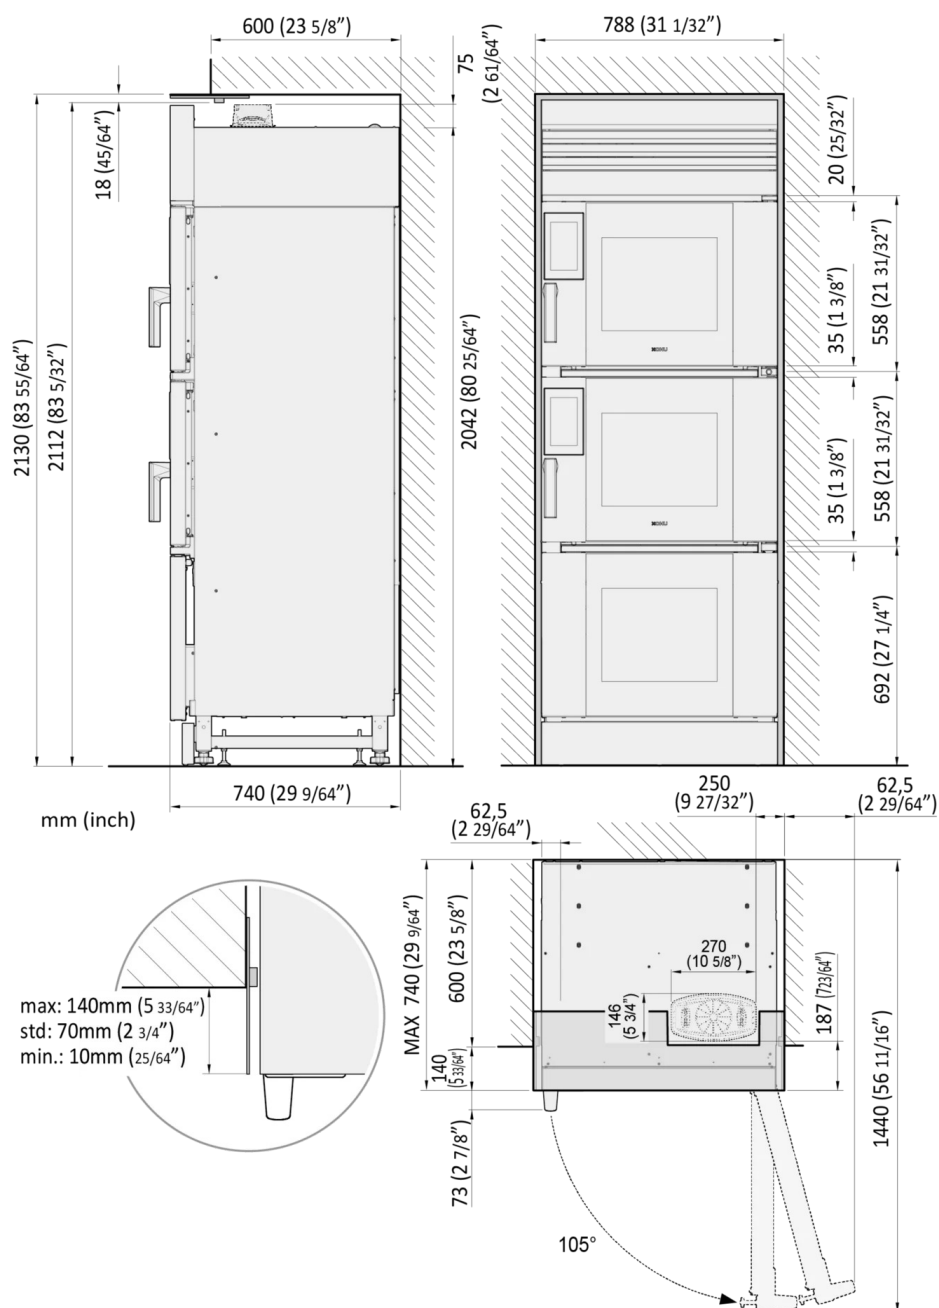 600 (23 5/8”)
788 (31 1/32”)
75
(2 61/64”)
18 (45/64”)
20 (25/32”)
2130 (83 55/64”)
2112 (83 5/32”)
2042 (80 25/64”)
35 (1 3/8”)
558 (21 31/32”)
35 (1 3/8”)
558 (21 31/32”)
692 (27 1/4”)
740 (29 9/64”)
mm (inch)
62,5
(2 29/64”)
250
(9 27/32”)
62,5
(2 29/64”)
MAX 740 (29 9/64”)
600 (23 5/8”)
270
(10 5/8”)
146
(5 3/4”)
187 (723/64”)
140
(5 33/64”)
73 (2 7/8”)
1440 (56 11/16”)
105°
max: 140mm (5 33/64”)
std: 70mm (2 3/4”)
min.: 10mm (25/64”)